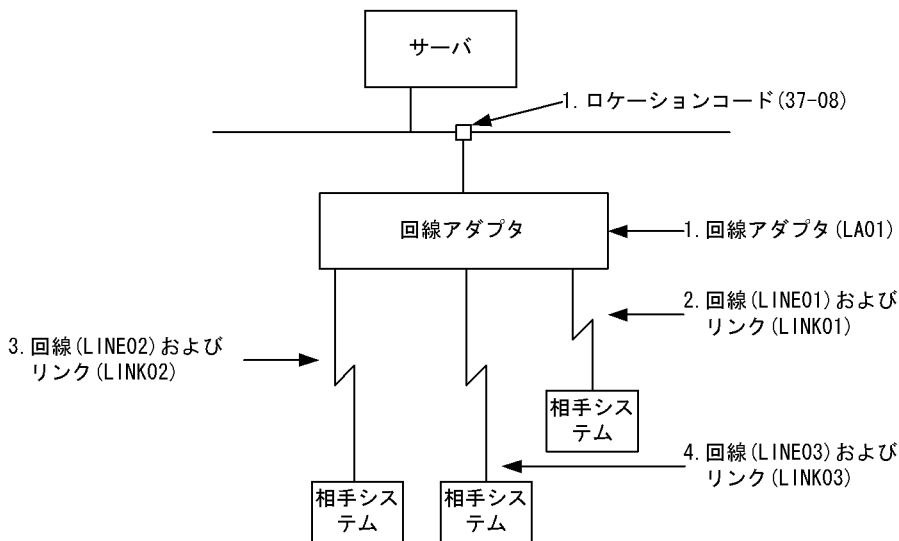 サーバ
1. ロケーションコード(37-08)
回線アダプタ
1. 回線アダプタ(LA01)
2. 回線(LINE01)および
リンク(LINK01)
3. 回線(LINE02)および
リンク(LINK02)
相手シス
テム
4. 回線(LINE03)および
リンク(LINK03)
相手シス
テム
相手シス
テム